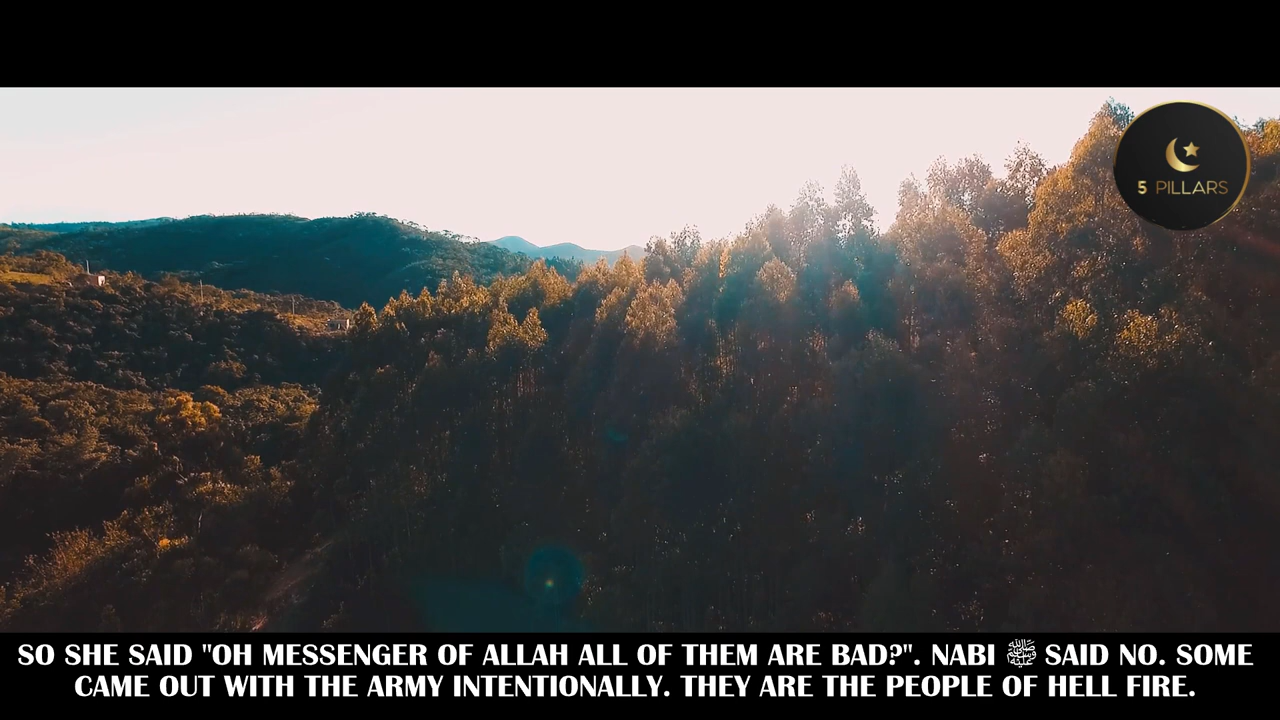 5 PILLARS
SO SHE SAID "OH MESSENGER OF ALLAH ALL OF THEM ARE BAD?". NABI ﷺ SAID NO. SOME
CAME OUT WITH THE ARMY INTENTIONALLY. THEY ARE THE PEOPLE OF HELL FIRE.